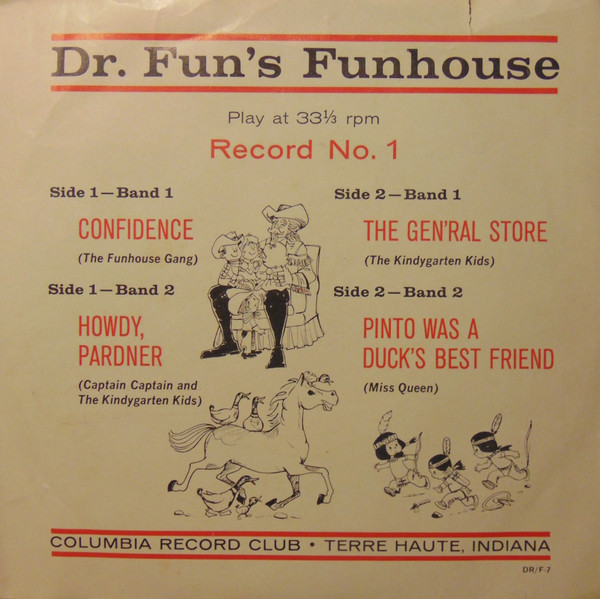 Dr. Fun's Funhouse
Play at 33⅓ rpm
Record No. 1
Side 1—Band 1
CONFIDENCE
(The Funhouse Gang)
Side 1—Band 2
HOWDY,
PARDNER
(Captain Captain and
The Kindygarten Kids)
Side 2—Band 1
THE GEN'RAL STORE
(The Kindygarten Kids)
Side 2—Band 2
PINTO WAS A
DUCK'S BEST FRIEND
(Miss Queen)
COLUMBIA RECORD CLUB • TERRE HAUTE, INDIANA
DR/F-7